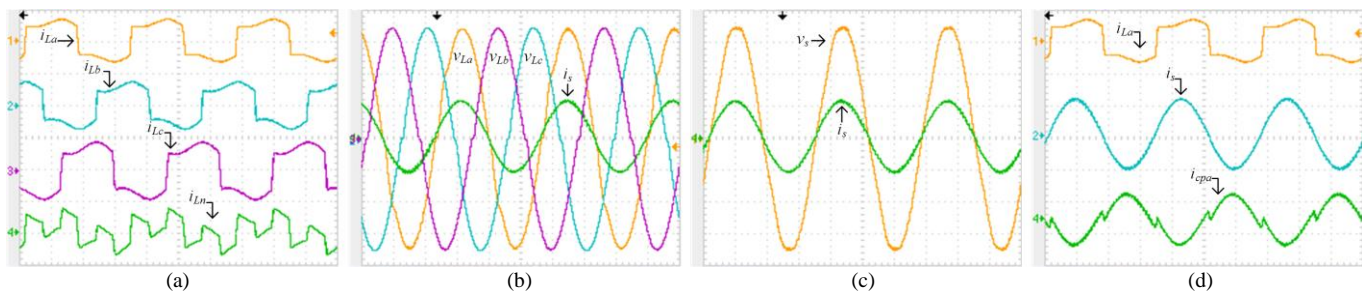 1
i_La
i_Lb
2
i_Lc
3
i_Ln
4
(a)
v_La
v_Lb
v_Lc
i_s
(b)
v_s
i_s
4
(c)
1
i_La
i_s
2
i_cpa
4
(d)